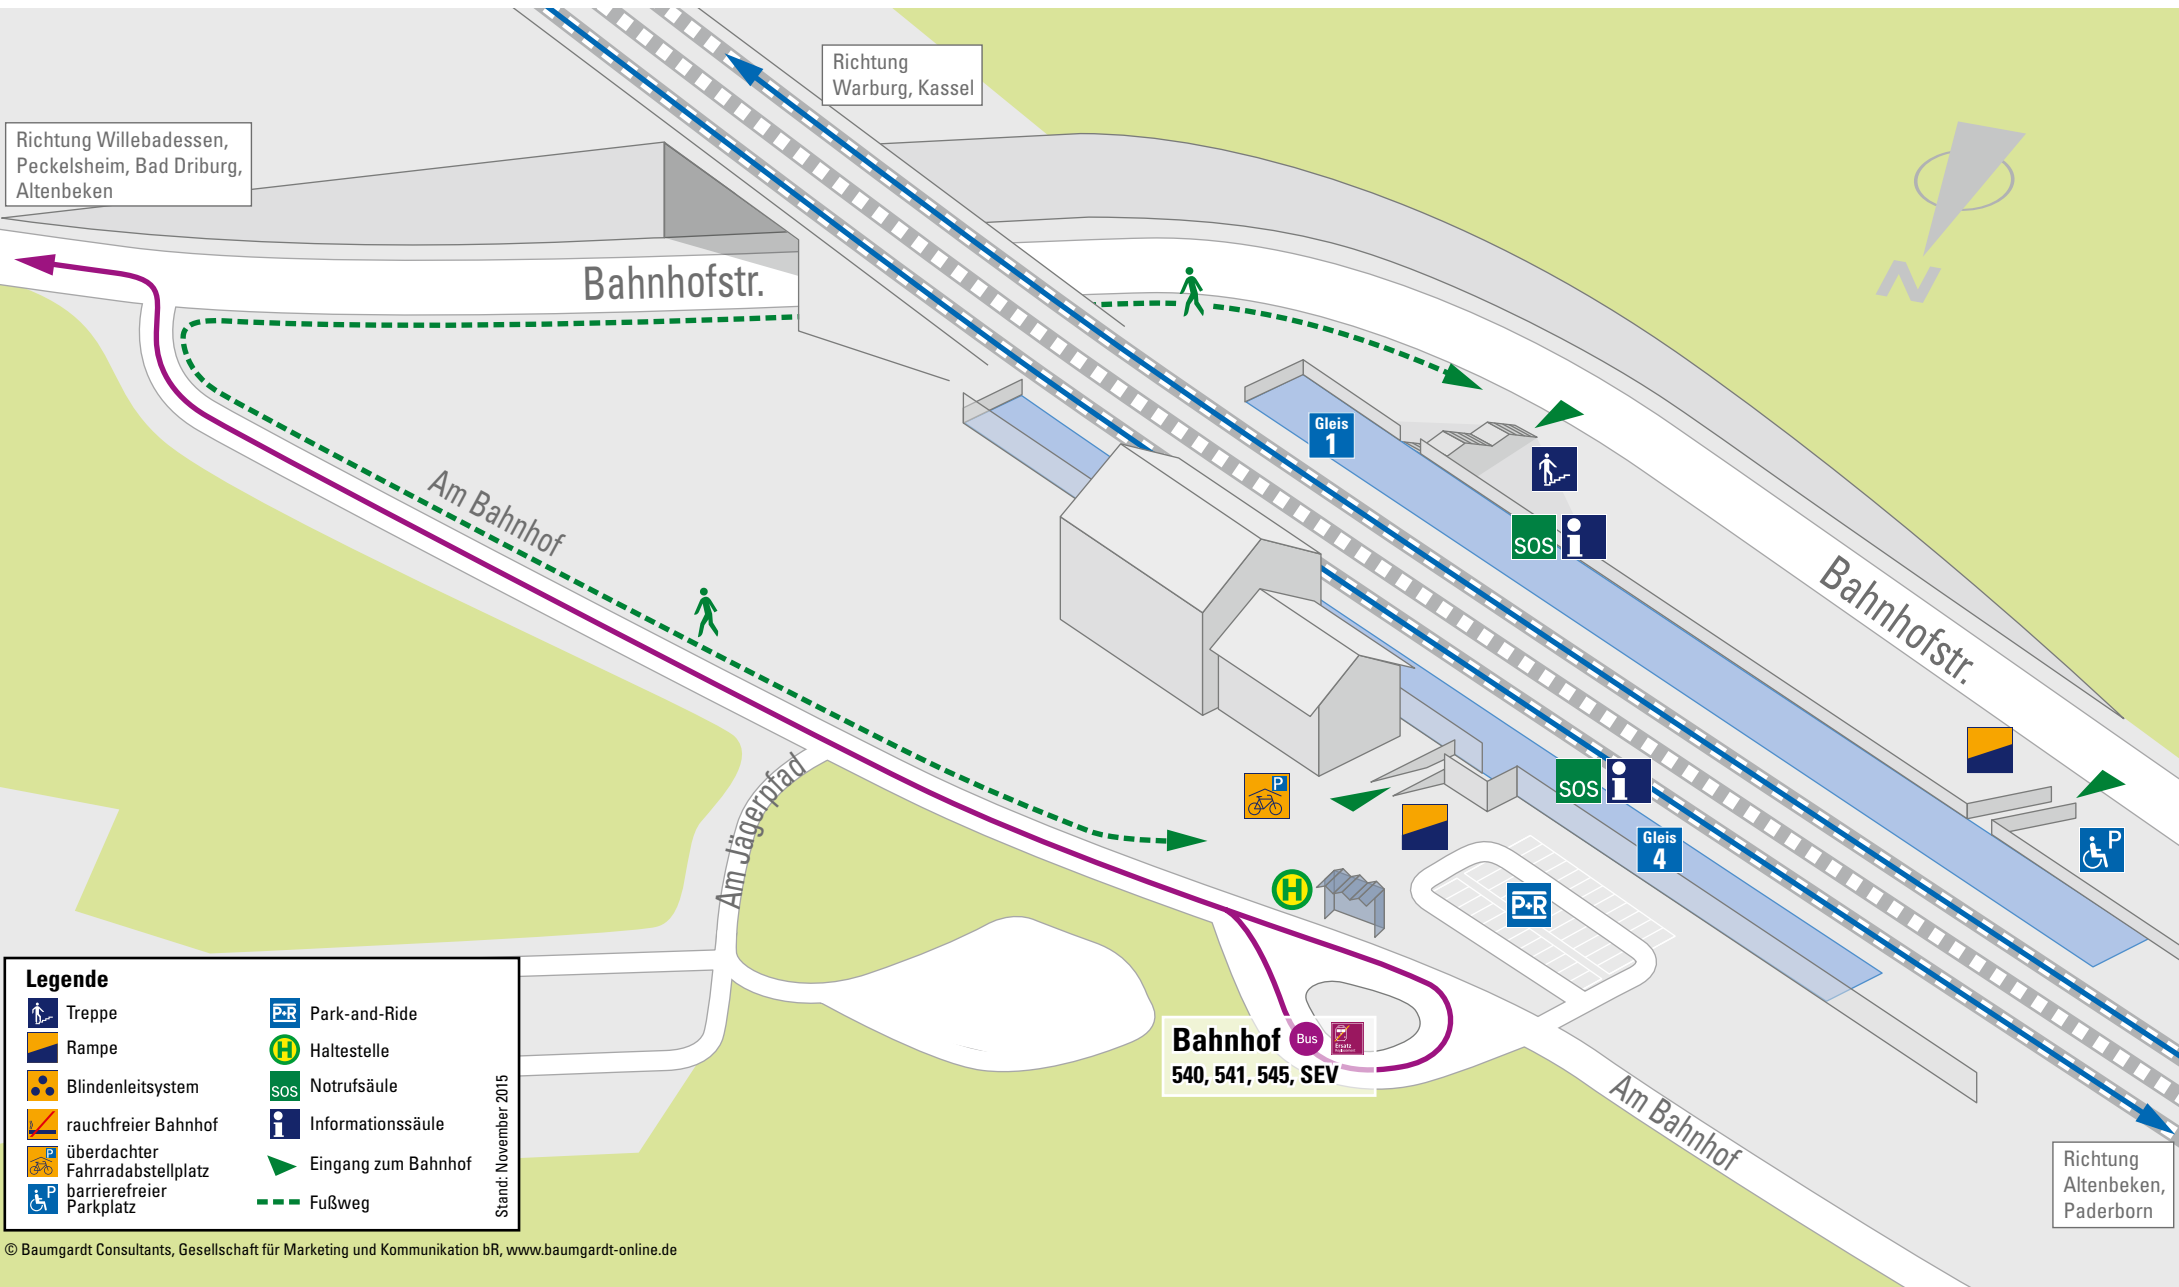 Richtung
Warburg, Kassel
Richtung Willebadessen,
Peckelsheim, Bad Driburg,
Altenbeken
N
Bahnhofstr.
Gleis
1
Am Bahnhof
SOS
i
Bahnhofstr.
Am Jägerpfad
P
SOS
i
Gleis
4
P
H
P+R
Bahnhof
Bus
Ersatz
540, 541, 545, SEV
Am Bahnhof
Richtung
Altenbeken,
Paderborn
Legende
Treppe
Rampe
Blindenleitsystem
rauchfreier Bahnhof
P
überdachter
Fahrradabstellplatz
P
barrierefreier
Parkplatz
P+R
Park-and-Ride
H
Haltestelle
SOS
Notrufsäule
i
Informationssäule
Eingang zum Bahnhof
Fußweg
Stand: November 2015
© Baumgardt Consultants, Gesellschaft für Marketing und Kommunikation bR, www.baumgardt-online.de